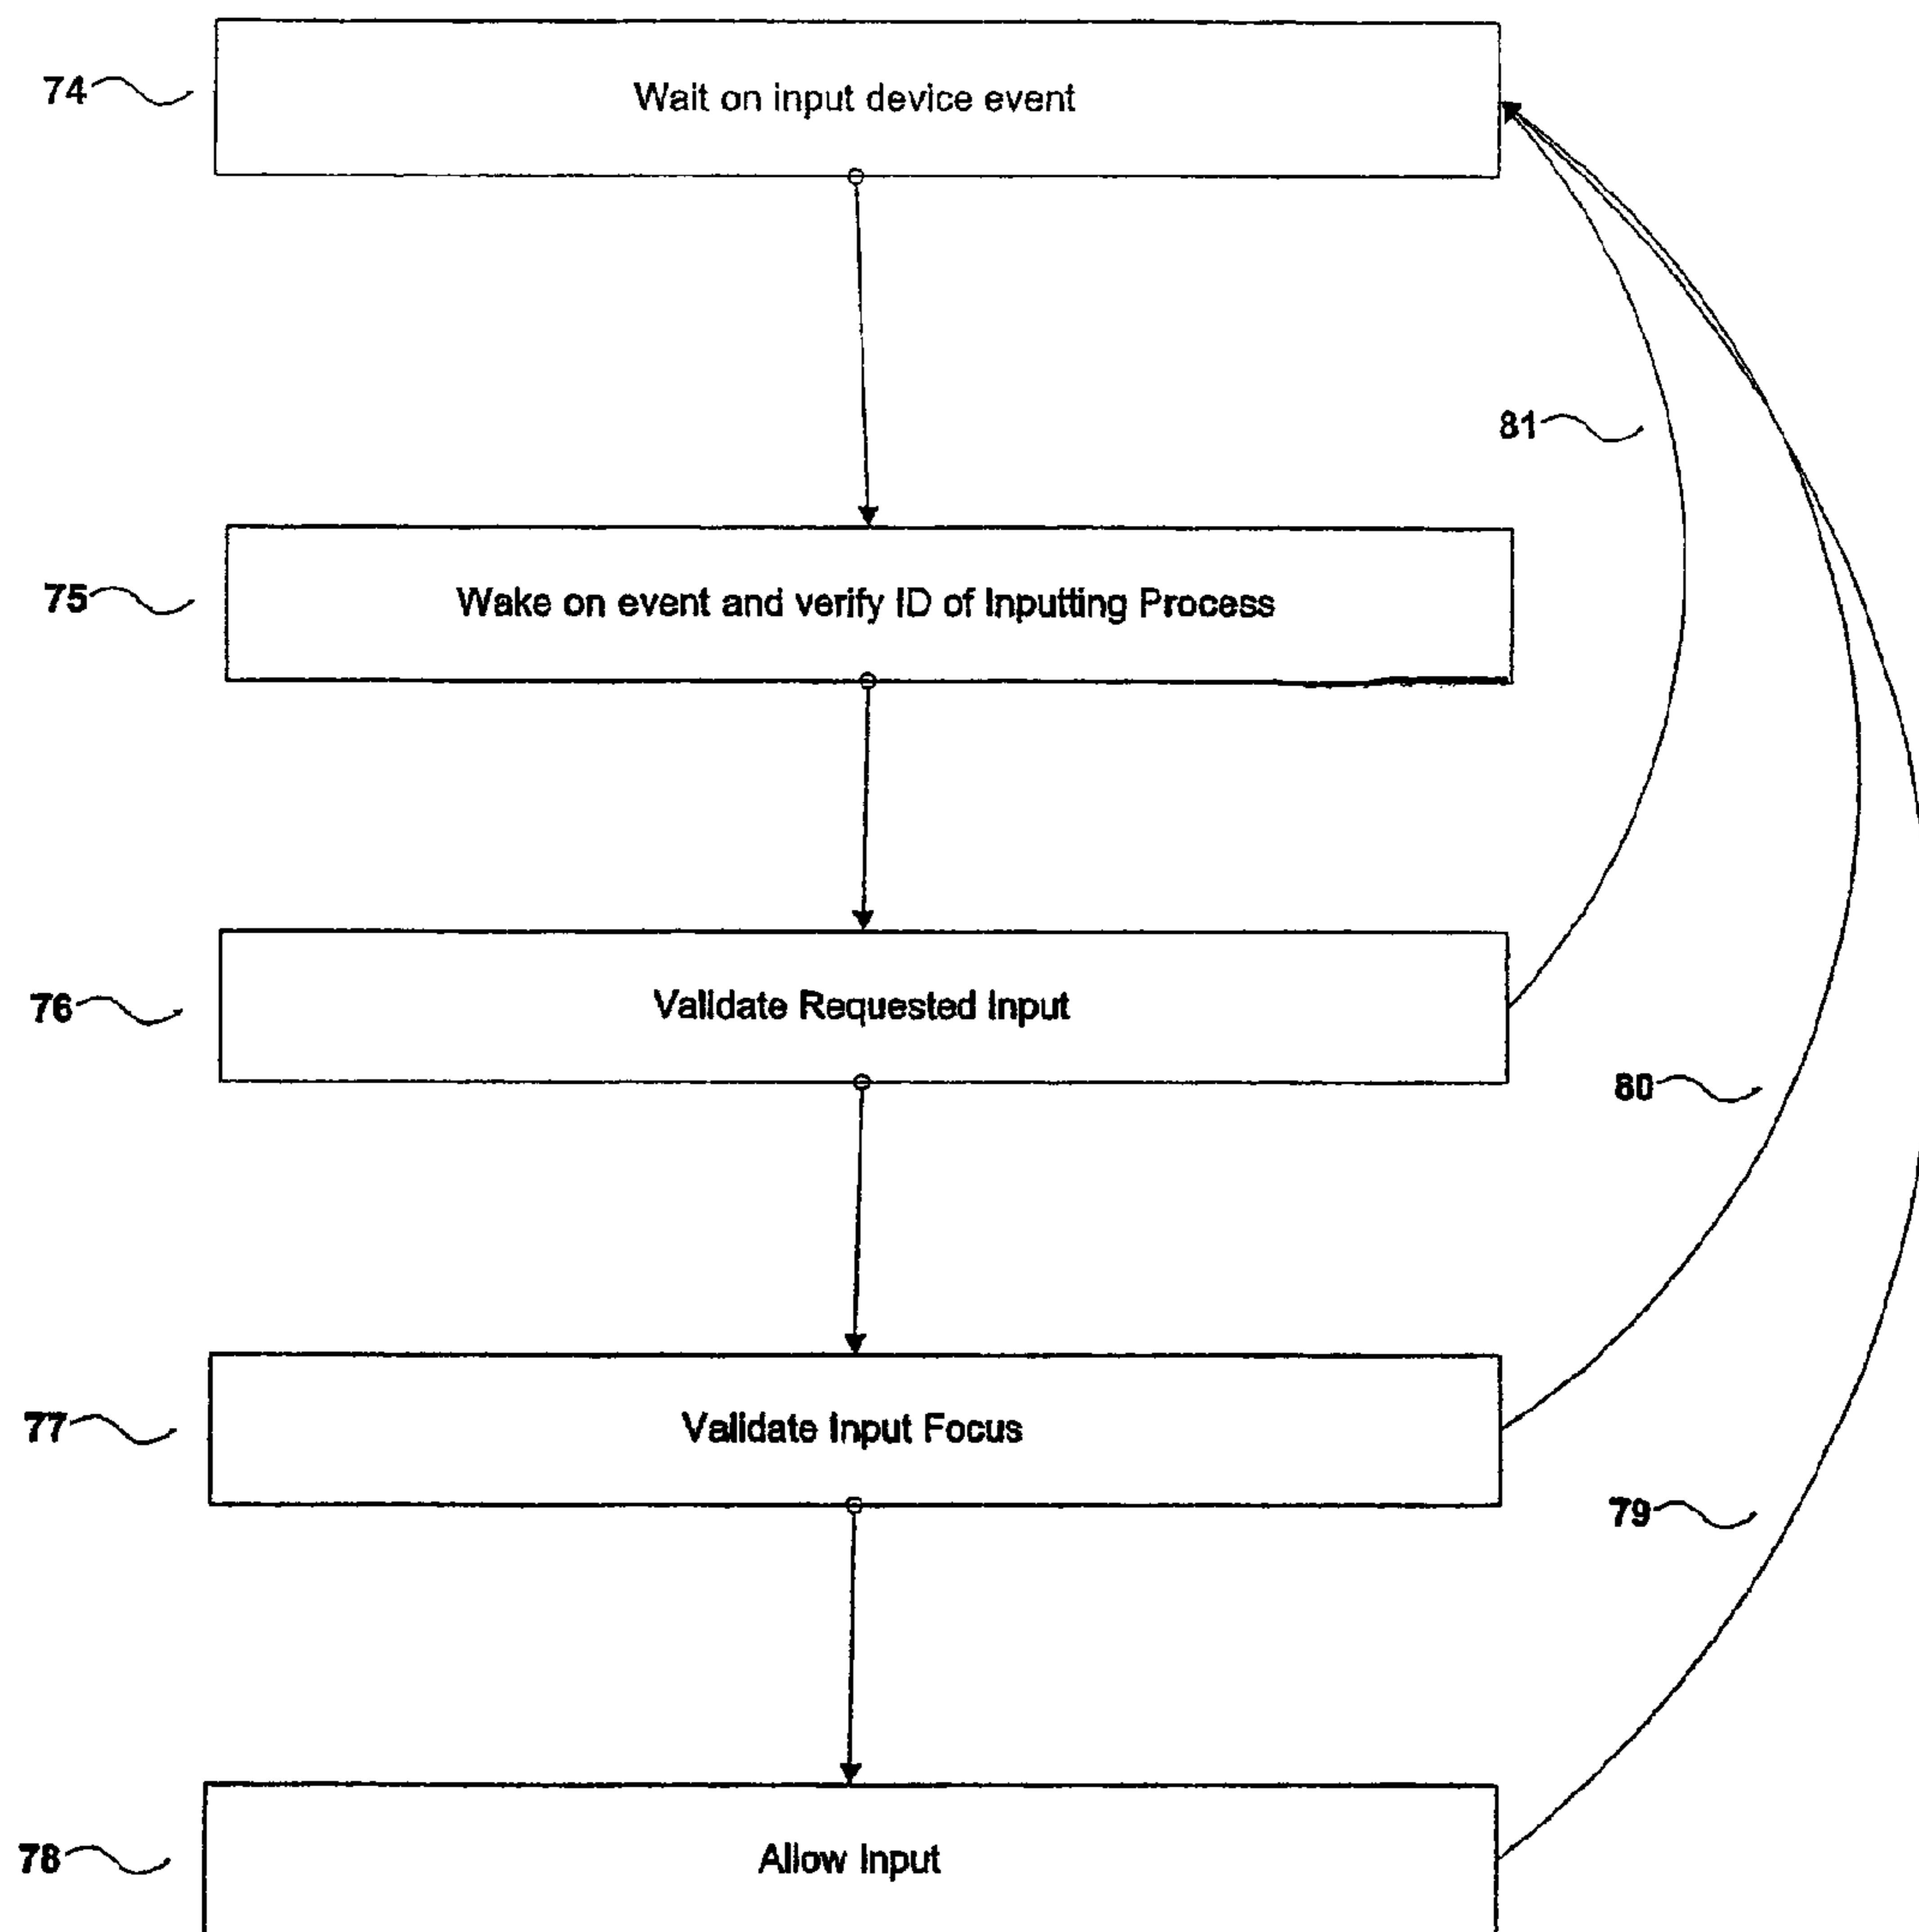 74 Wait on input device event
81
75 Wake on event and verify ID of Inputting Process
76 Validate Requested Input
80
77 Validate Input Focus
79
78 Allow Input